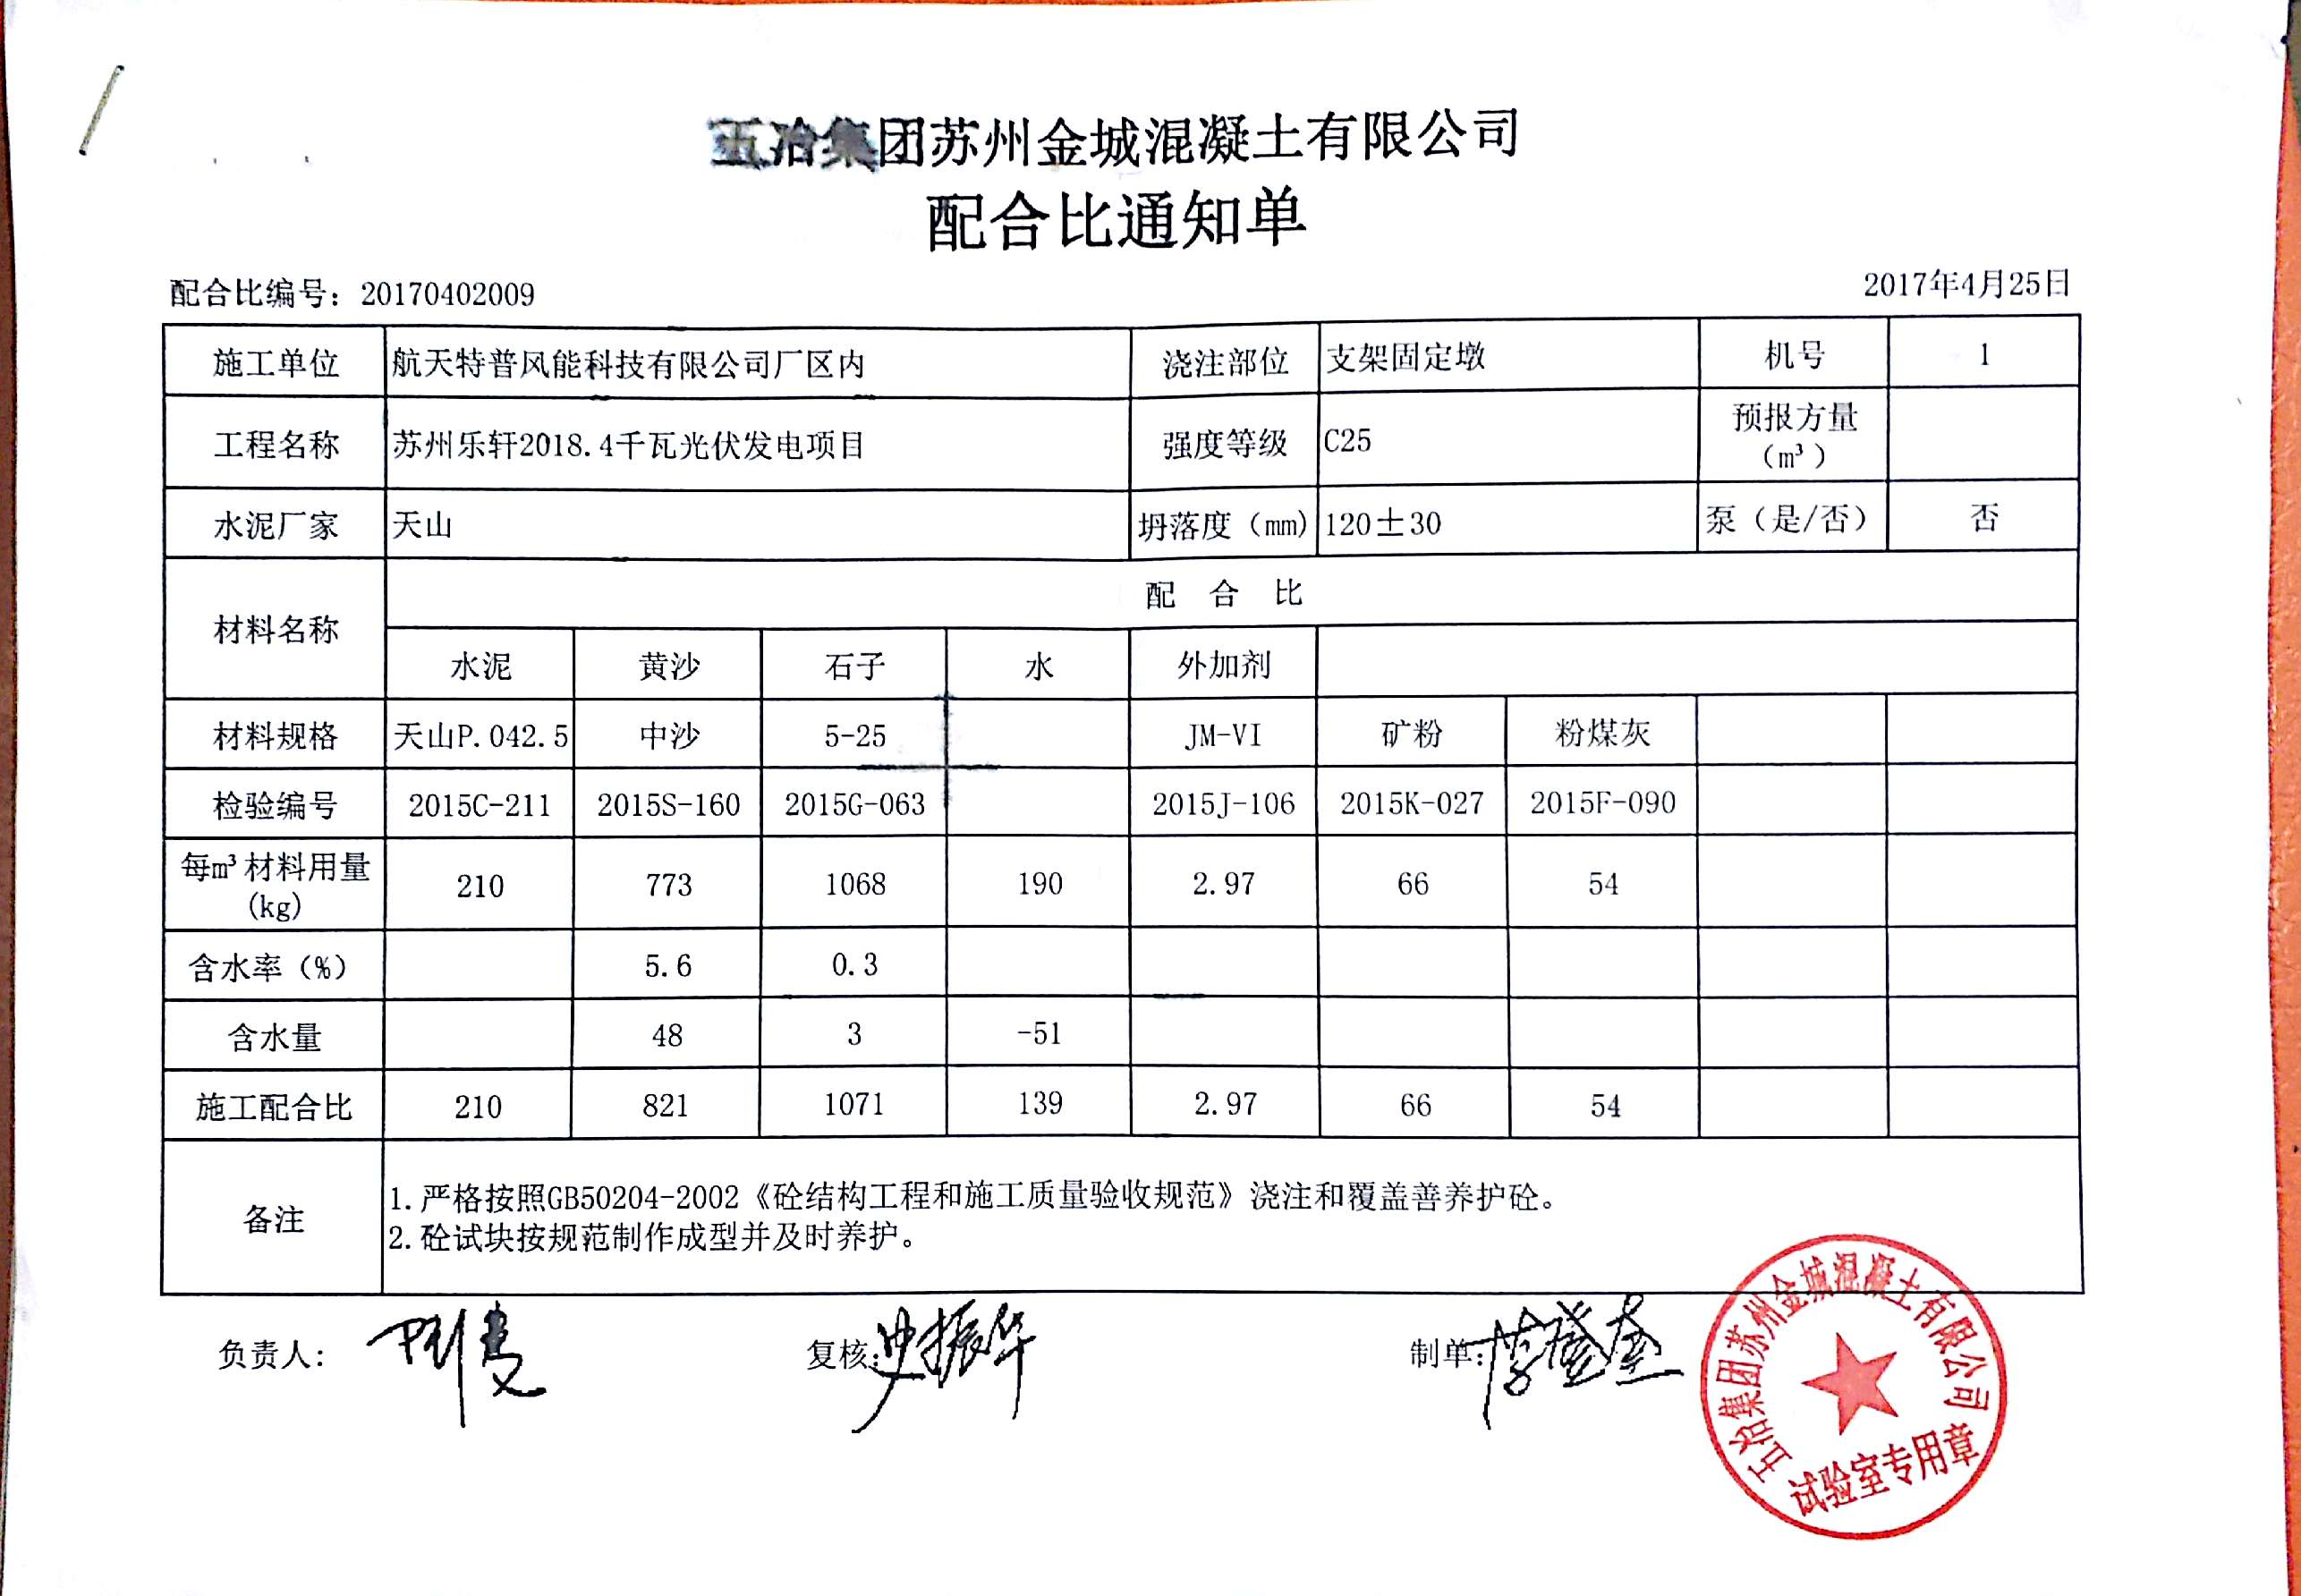 五冶集团苏州金城混凝土有限公司
配合比通知单
配合比编号：20170402009 2017年4月25日
施工单位 航天特普风能科技有限公司厂区内 浇注部位 支架固定墩 机号 1
工程名称 苏州乐轩2018.4千瓦光伏发电项目 强度等级 C25 预报方量（m³） 
水泥厂家 天山 坍落度（mm) 120±30 泵（是/否） 否
材料名称 配 合 比
水泥 黄沙 石子 水 外加剂
材料规格 天山P.042.5 中沙 5-25 JM-VI 矿粉 粉煤灰
检验编号 2015C-211 2015S-160 2015G-063 2015J-106 2015K-027 2015F-090
每m³材料用量(kg) 210 773 1068 190 2.97 66 54
含水率（%） 5.6 0.3
含水量 48 3 -51
施工配合比 210 821 1071 139 2.97 66 54
备注
1.严格按照GB50204-2002《砼结构工程和施工质量验收规范》浇注和覆盖善养护砼。
2.砼试块按规范制作成型并及时养护。
负责人： 复核：史振华 制单：
五冶集团苏州金城混凝土有限公司
试验室专用章